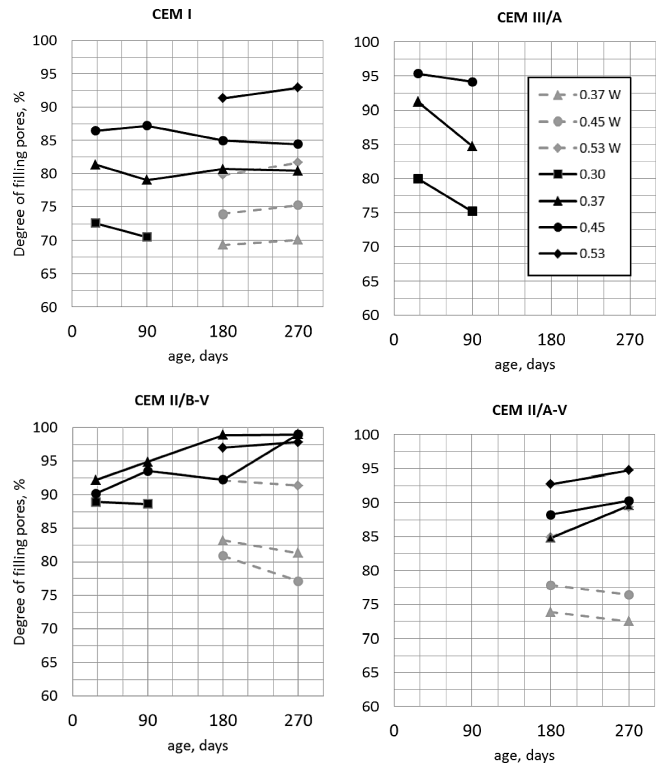 CEM I
Degree of filling pores, %
100
95
90
85
80
75
70
65
60
0 90 180 270
age, days
CEM III/A
100
95
90
85
80
75
70
65
60
0 90 180 270
age, days
0.37 W
0.45 W
0.53 W
0.30
0.37
0.45
0.53
CEM II/B-V
Degree of filling pores, %
100
95
90
85
80
75
70
65
60
0 90 180 270
age, days
CEM II/A-V
100
95
90
85
80
75
70
65
60
0 90 180 270
age, days